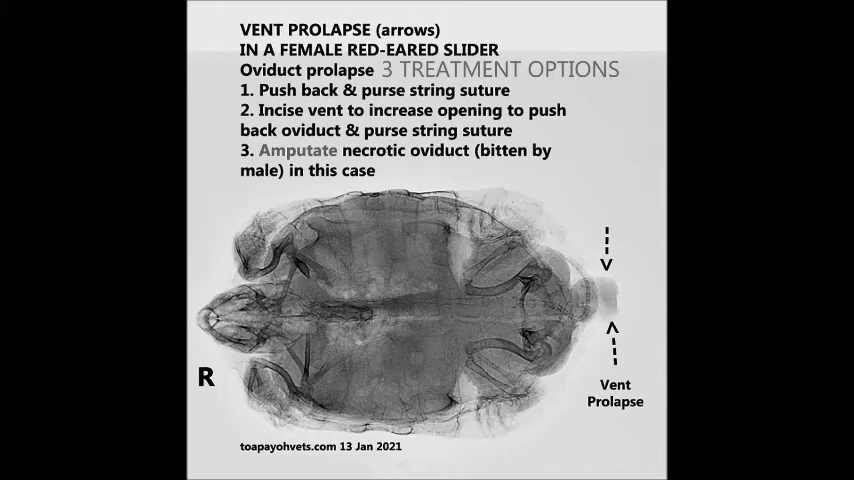 VENT PROLAPSE (arrows)
IN A FEMALE RED-EARED SLIDER
Oviduct prolapse 3 TREATMENT OPTIONS
1. Push back & purse string suture
2. Incise vent to increase opening to push
back oviduct & purse string suture
3. Amputate necrotic oviduct (bitten by
male) in this case
R
Vent
Prolapse
toapayohvets.com 13 Jan 2021